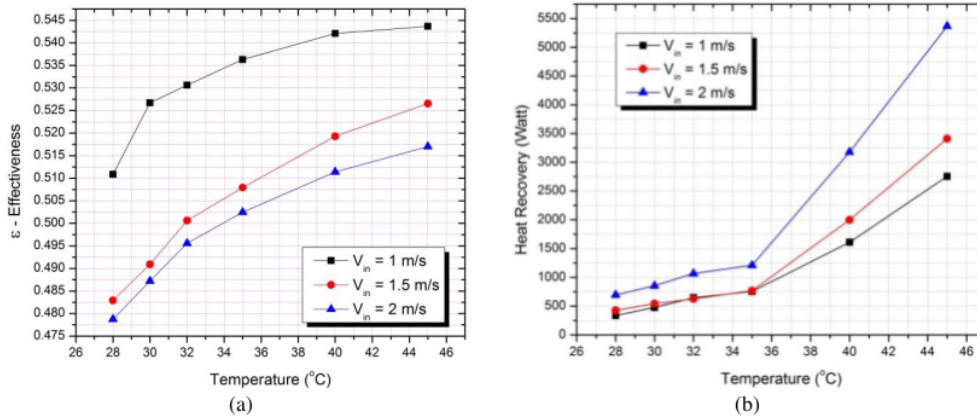 0.545
0.540
0.535
0.530
0.525
0.520
0.515
0.510
0.505
0.500
0.495
0.490
0.485
0.480
0.475
ε - Effectiveness
V_in = 1 m/s
V_in = 1.5 m/s
V_in = 2 m/s
26 28 30 32 34 36 38 40 42 44 46
Temperature (°C)
(a)
5500
5000
4500
4000
3500
3000
2500
2000
1500
1000
500
0
Heat Recovery (Watt)
V_in = 1 m/s
V_in = 1.5 m/s
V_in = 2 m/s
26 28 30 32 34 36 38 40 42 44 46
Temperature (°C)
(b)